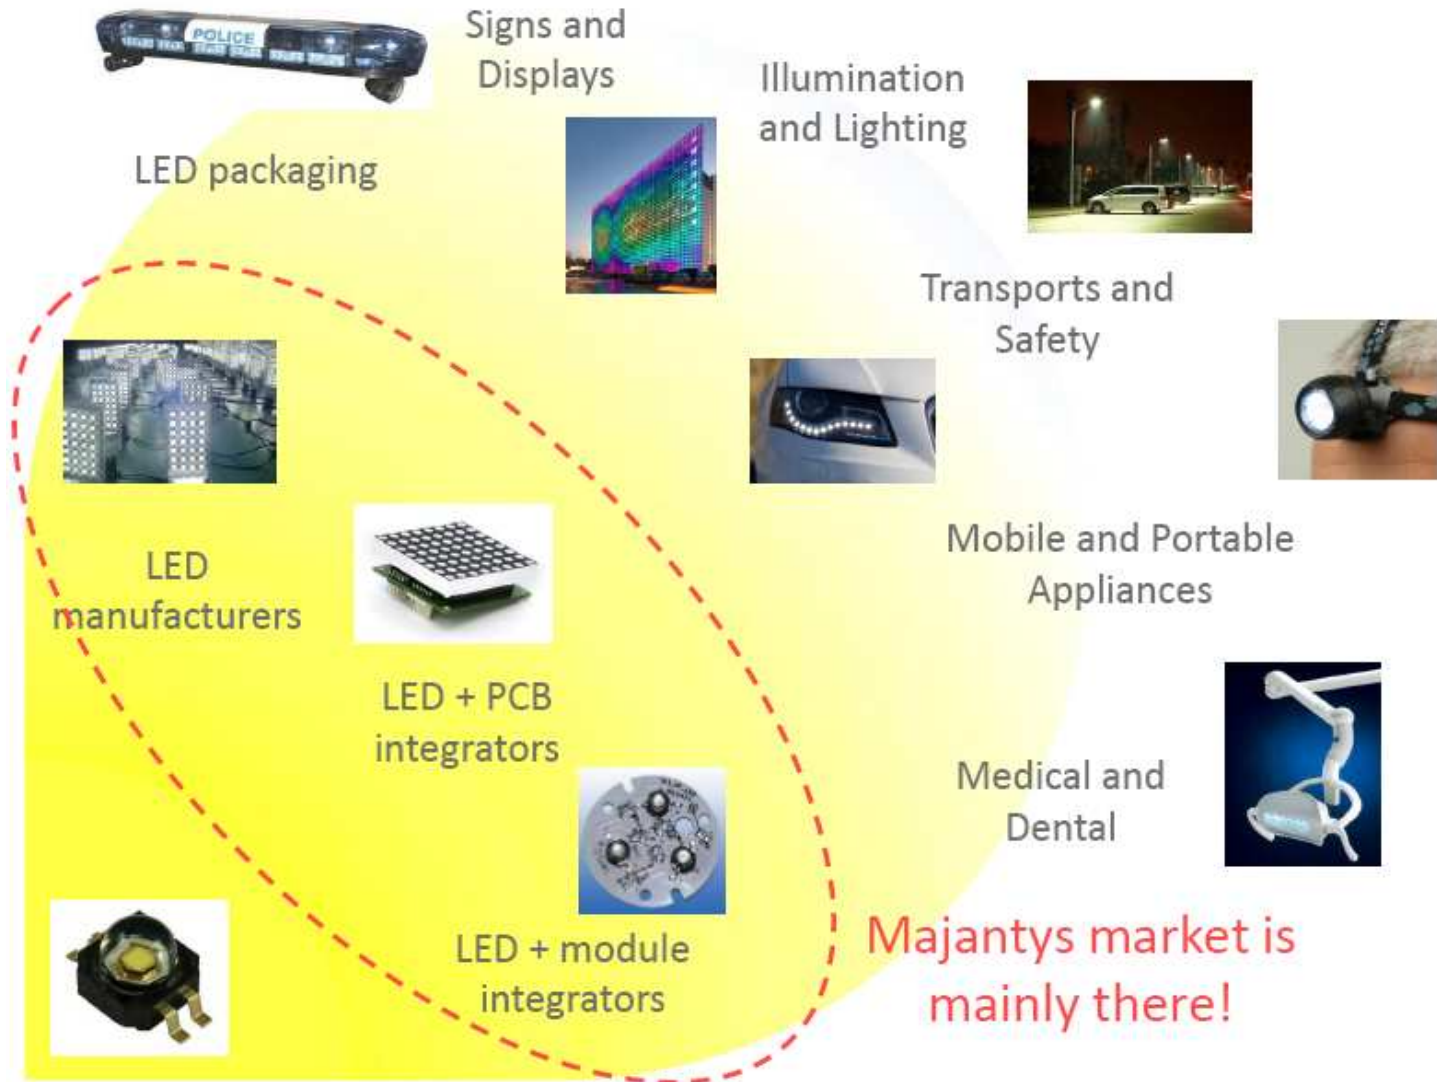 POLICE
Signs and
Displays
Illumination
and Lighting
LED packaging
Transports and
Safety
LED
manufacturers
Mobile and Portable
Appliances
LED + PCB
integrators
Medical and
Dental
LED + module
integrators
Majantys market is
mainly there!